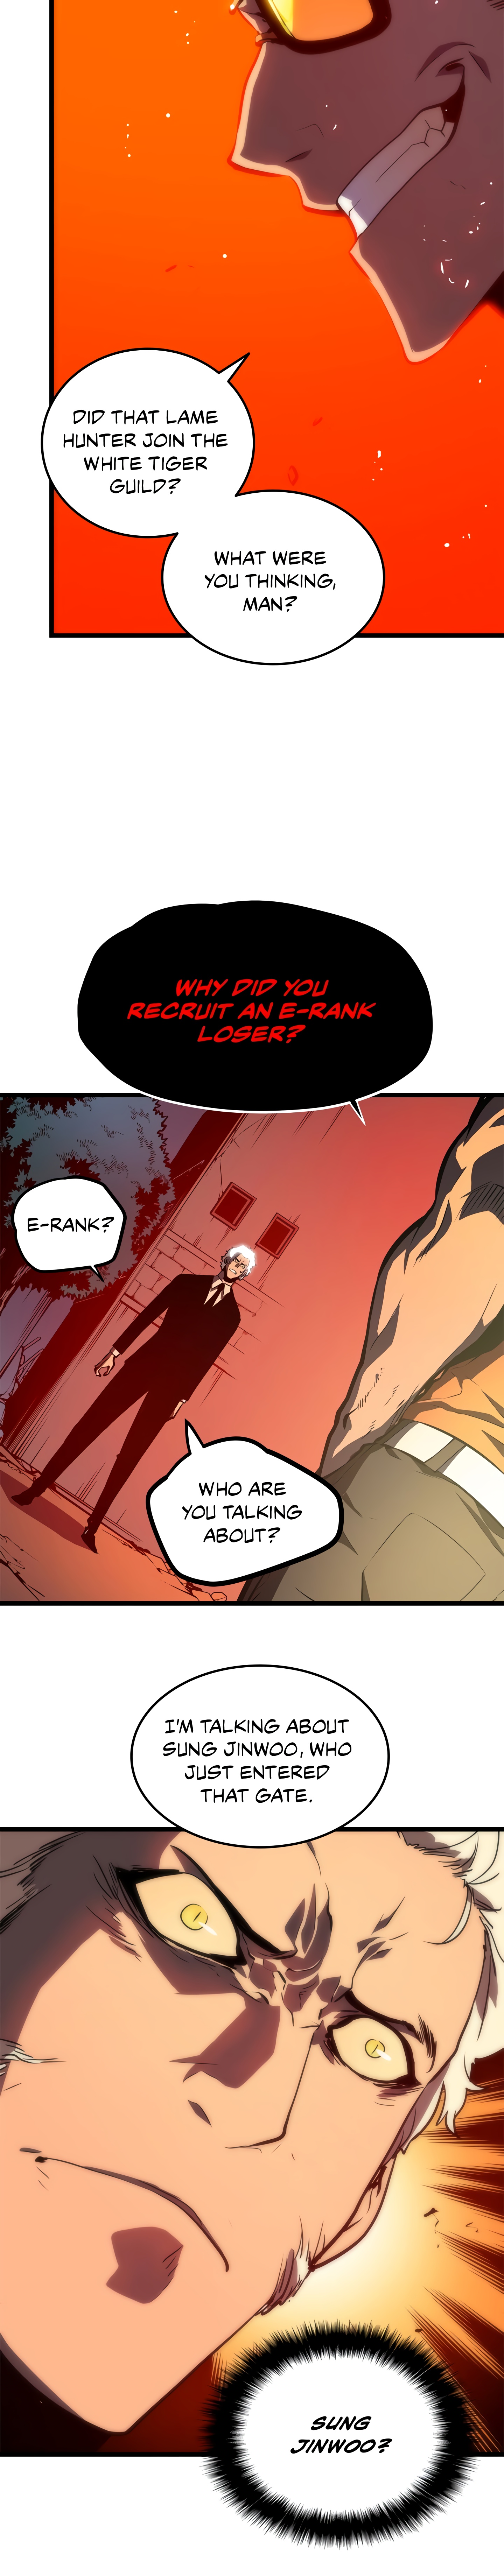 DID THAT LAME
HUNTER JOIN THE
WHITE TIGER
GUILD?
WHAT WERE
YOU THINKING,
MAN?
WHY DID YOU
RECRUIT AN E-RANK
LOSER?
E-RANK?
WHO ARE
YOU TALKING
ABOUT?
I'M TALKING ABOUT
SUNG JINWOO, WHO
JUST ENTERED
THAT GATE.
SUNG
JINWOO?